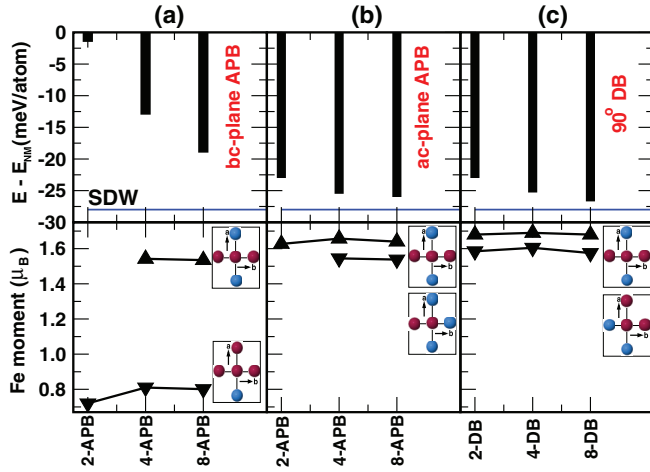 (a) (b) (c)
E - E_NM (meV/atom)
0
-5
-10
-15
-20
-25
-30
SDW
bc-plane APB
ac-plane APB
90° DB
Fe moment (μ_B)
1.6
1.4
1.2
1.0
0.8
a
b
a
b
a
b
a
b
a
b
a
b
2-APB 4-APB 8-APB 2-APB 4-APB 8-APB 2-DB 4-DB 8-DB